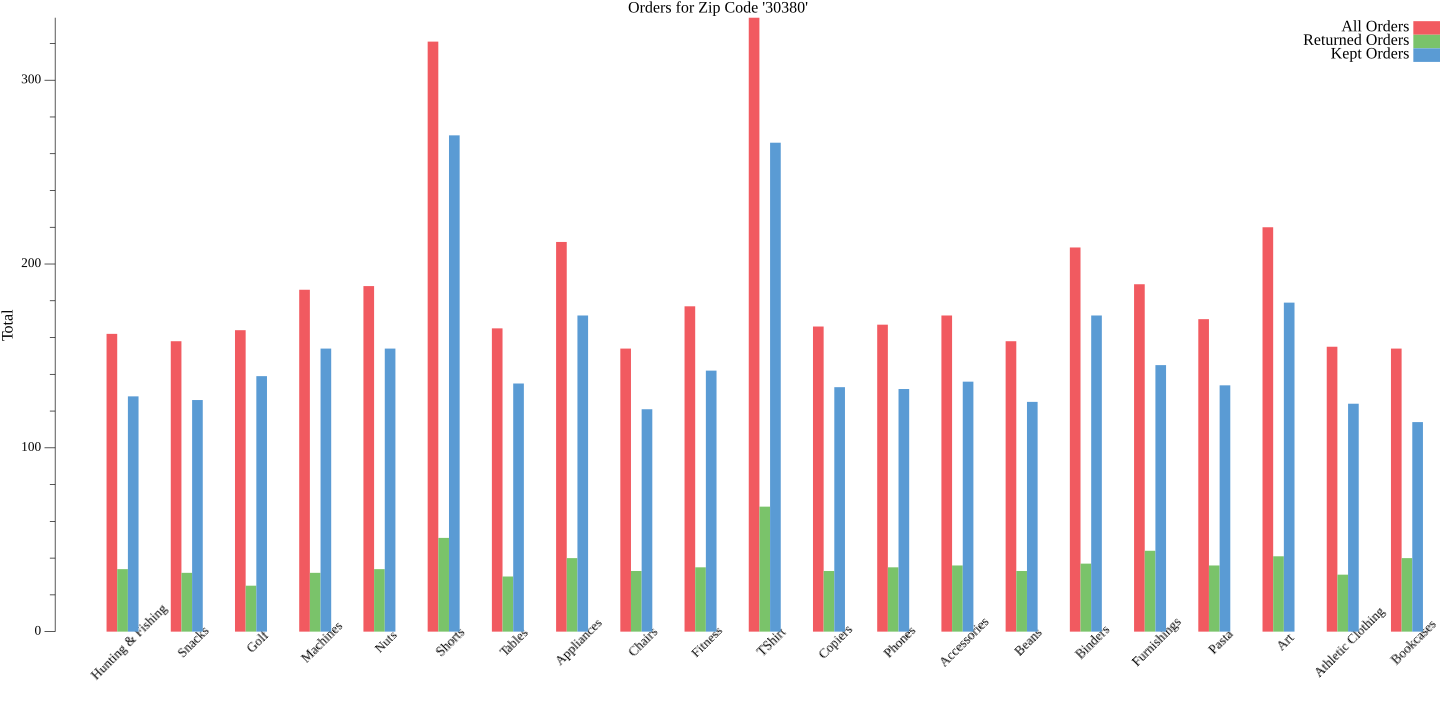 Orders for Zip Code '30380'
All Orders
Returned Orders
Kept Orders
Total
300
200
100
0
Hunting & Fishing
Snacks
Golf
Machines
Nuts
Shorts
Tables
Appliances
Chairs
Fitness
TShirt
Copiers
Phones
Accessories
Beans
Binders
Furnishings
Pasta
Art
Athletic Clothing
Bookcases